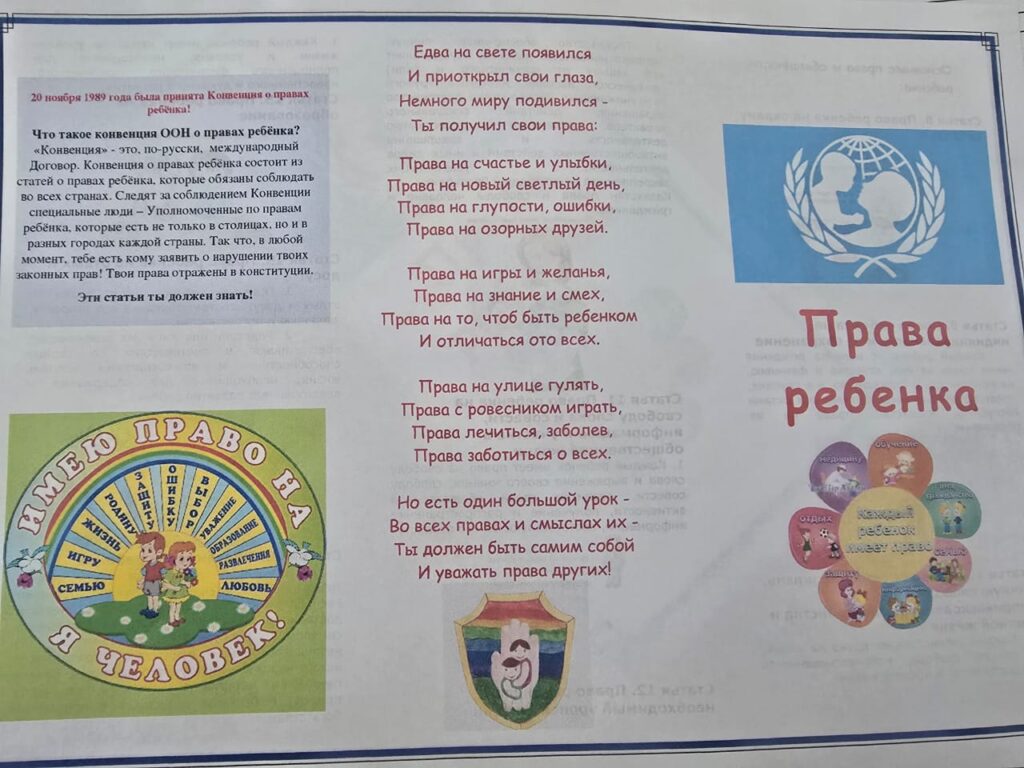 20 ноября 1989 года была принята Конвенция о правах
ребёнка!
Что такое конвенция ООН о правах ребёнка?
«Конвенция» - это, по-русски, международный
Договор. Конвенция о правах ребёнка состоит из
статей о правах ребёнка, которые обязаны соблюдать
во всех странах. Следят за соблюдением Конвенции
специальные люди – Уполномоченные по правам
ребёнка, которые есть не только в столицах, но и в
разных городах каждой страны. Так что, в любой
момент, тебе есть кому заявить о нарушении твоих
законных прав! Твои права отражены в конституции.
Эти статьи ты должен знать!
ИМЕЮ ПРАВО НА
СЕМЬЮ
ИГРУ
ЖИЗНЬ
РОДИНУ
ЗАЩИТУ
ОШИБКУ
ВЫБОР
УВАЖЕНИЕ
ОБРАЗОВАНИЕ
РАЗВЛЕЧЕНИЯ
ЛЮБОВЬ
Я ЧЕЛОВЕК!
Едва на свете появился
И приоткрыл свои глаза,
Немного миру подивился -
Ты получил свои права:
Права на счастье и улыбки,
Права на новый светлый день,
Права на глупости, ошибки,
Права на озорных друзей.
Права на игры и желанья,
Права на знание и смех,
Права на то, чтоб быть ребенком
И отличаться ото всех.
Права на улице гулять,
Права с ровесником играть,
Права лечиться, заболев,
Права заботиться о всех.
Но есть один большой урок -
Во всех правах и смыслах их -
Ты должен быть самим собой
И уважать права других!
Права
ребенка
медицину
обучение
отдых
Каждый
ребенок
имеет право
семью
защиту